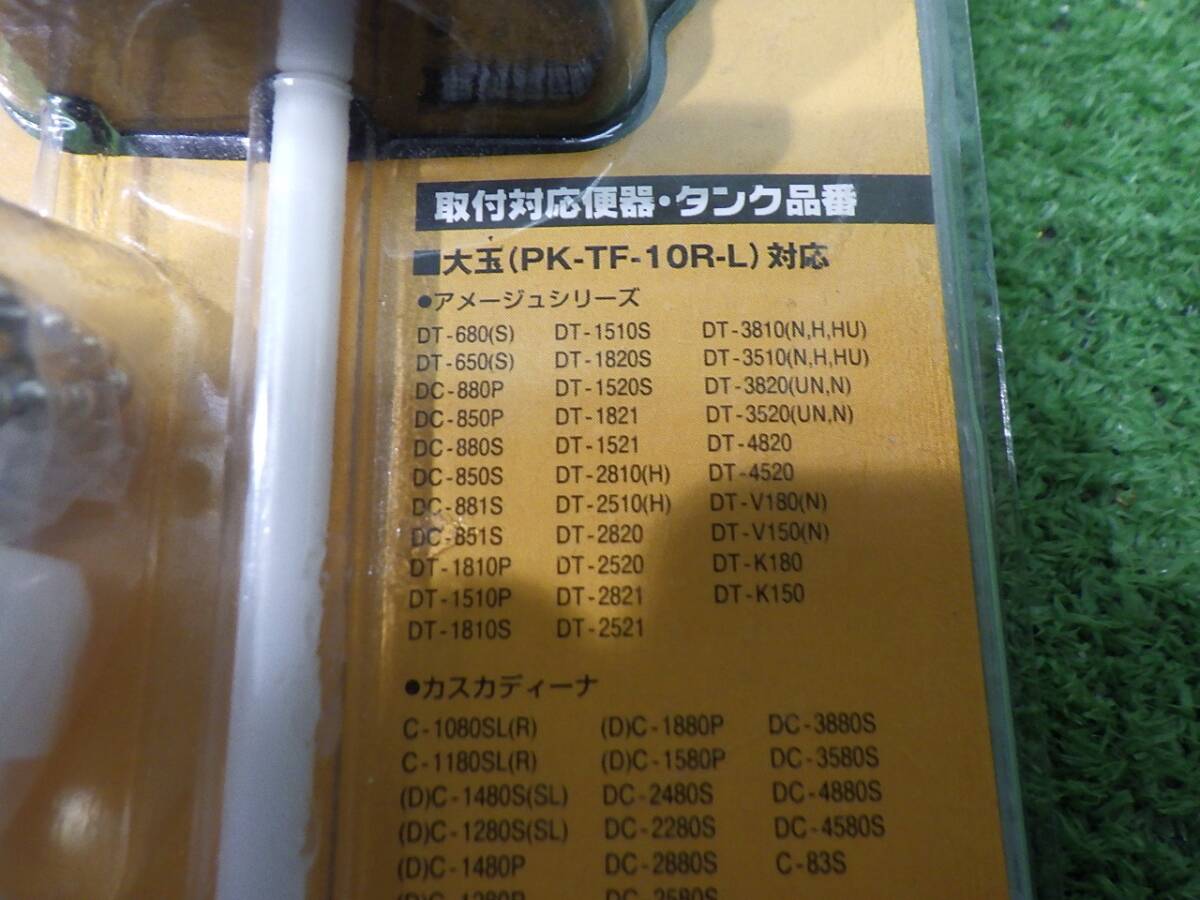 取付対応便器・タンク品番
■大玉(PK-TF-10R-L)対応
●アメージュシリーズ
DT-680(S) DT-1510S DT-3810(N,H,HU)
DT-650(S) DT-1820S DT-3510(N,H,HU)
DC-880P DT-1520S DT-3820(UN,N)
DC-850P DT-1821 DT-3520(UN,N)
DC-880S DT-1521 DT-4820
DC-850S DT-2810(H) DT-4520
DC-881S DT-2510(H) DT-V180(N)
DC-851S DT-2820 DT-V150(N)
DT-1810P DT-2520 DT-K180
DT-1510P DT-2821 DT-K150
DT-1810S DT-2521
●カスカディーナ
C-1080SL(R) (D)C-1880P DC-3880S
C-1180SL(R) (D)C-1580P DC-3580S
(D)C-1480S(SL) DC-2480S DC-4880S
(D)C-1280S(SL) DC-2280S DC-4580S
(D)C-1480P DC-2880S C-83S
(D)C-1280P DC-2580S